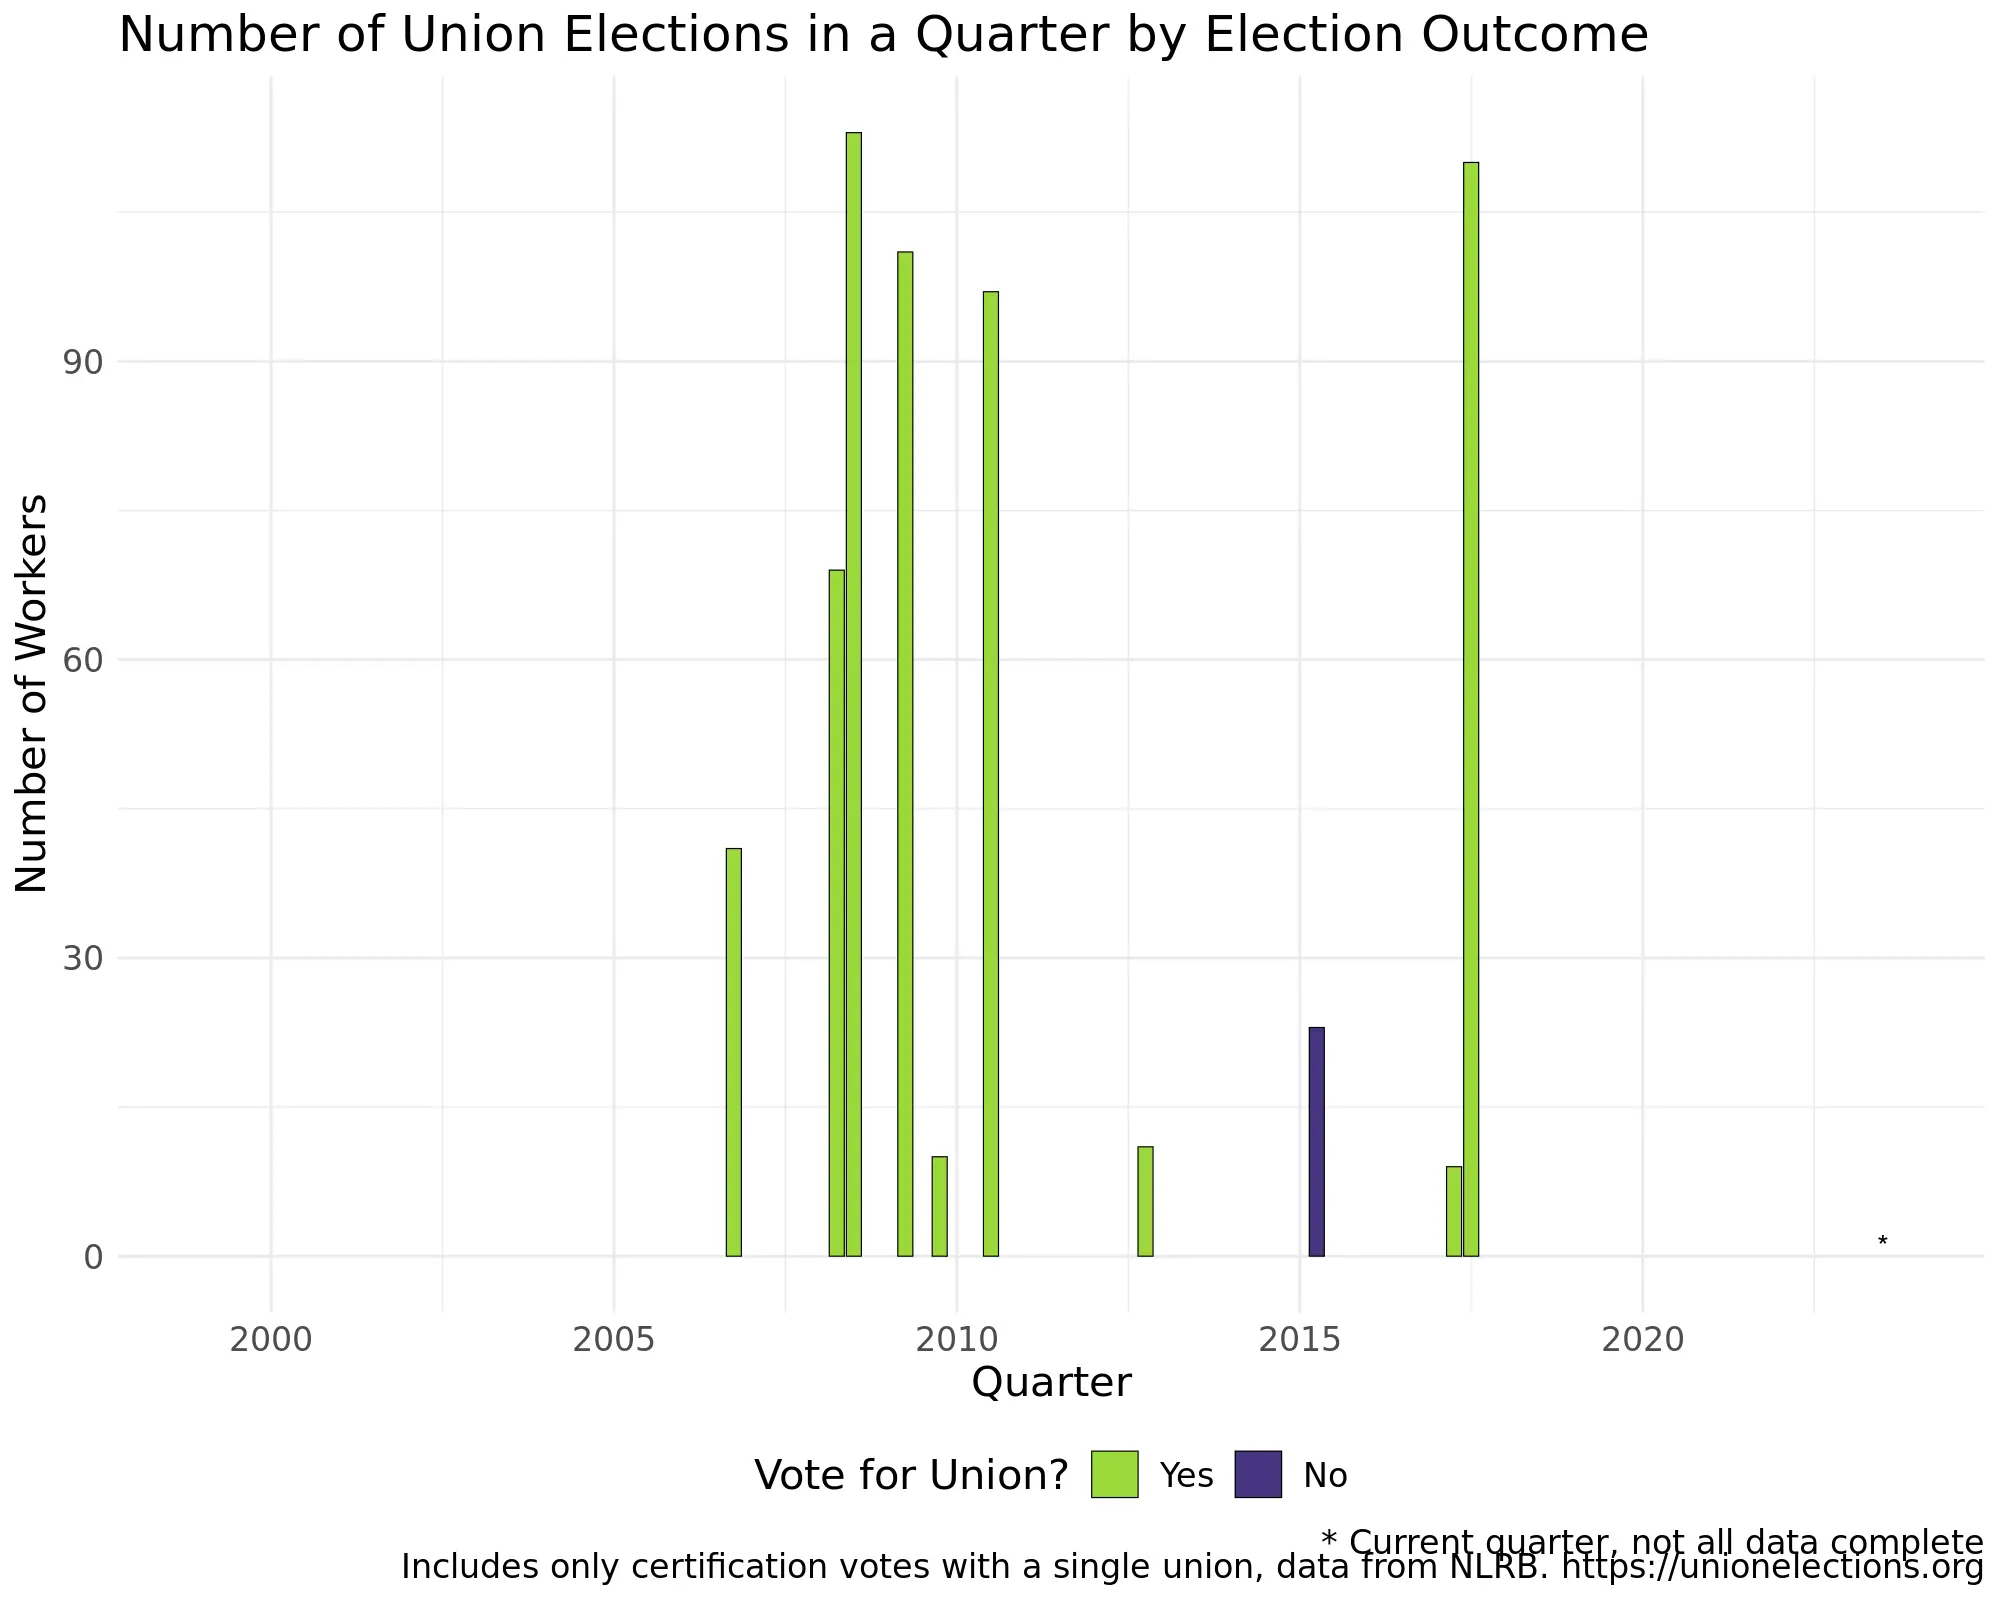 Number of Union Elections in a Quarter by Election Outcome
Number of Workers
90
60
30
0
*
2000 2005 2010 2015 2020
Quarter
Vote for Union? Yes No
* Current quarter, not all data complete
Includes only certification votes with a single union, data from NLRB. https://unionelections.org